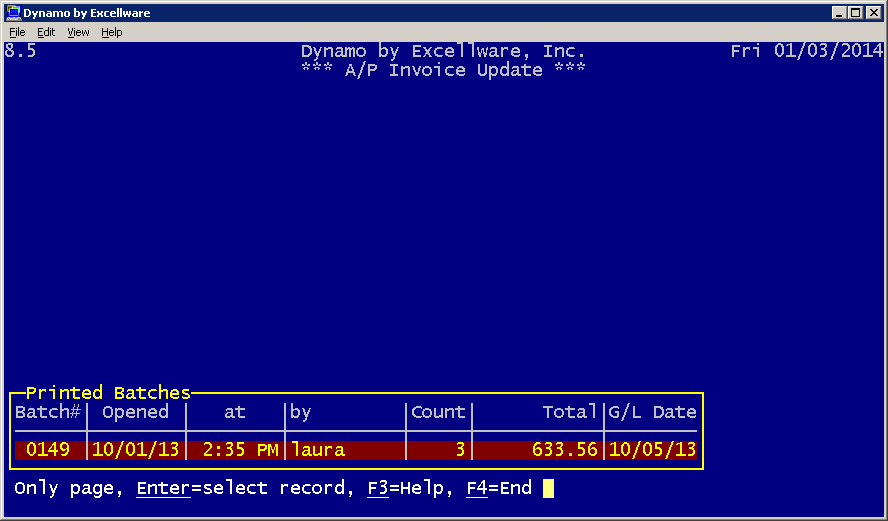 Dynamo by Excellware
File Edit View Help
8.5 Dynamo by Excellware, Inc. Fri 01/03/2014
*** A/P Invoice Update ***
Printed Batches
Batch# Opened at by Count Total G/L Date
0149 10/01/13 2:35 PM laura 3 633.56 10/05/13
Only page, Enter=select record, F3=Help, F4=End